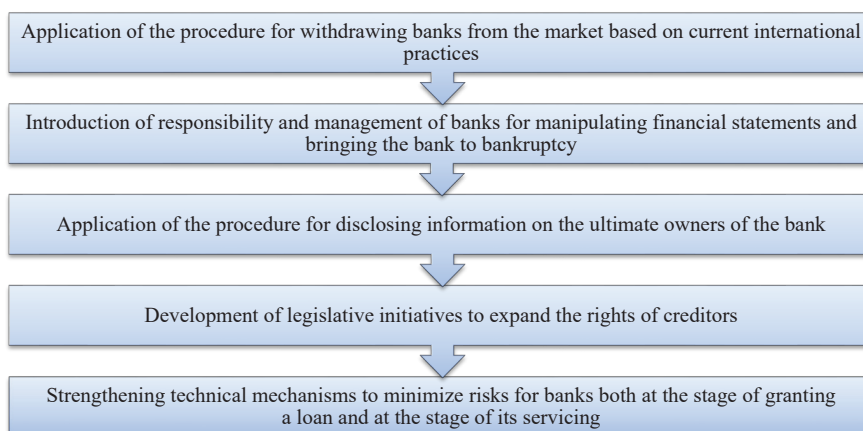 Application of the procedure for withdrawing banks from the market based on current international
practices
Introduction of responsibility and management of banks for manipulating financial statements and
bringing the bank to bankruptcy
Application of the procedure for disclosing information on the ultimate owners of the bank
Development of legislative initiatives to expand the rights of creditors
Strengthening technical mechanisms to minimize risks for banks both at the stage of granting
a loan and at the stage of its servicing